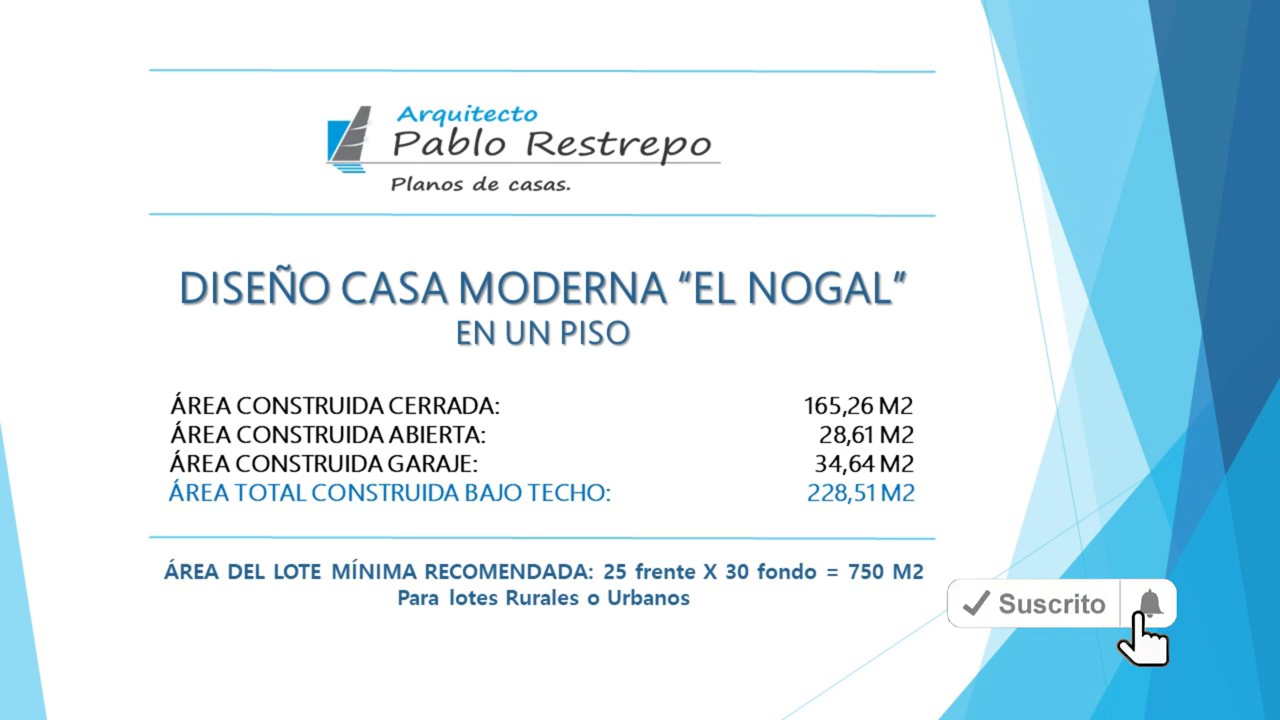 Arquitecto
Pablo Restrepo
Planos de casas.
DISEÑO CASA MODERNA “EL NOGAL”
EN UN PISO
ÁREA CONSTRUIDA CERRADA: 165,26 M2
ÁREA CONSTRUIDA ABIERTA: 28,61 M2
ÁREA CONSTRUIDA GARAJE: 34,64 M2
ÁREA TOTAL CONSTRUIDA BAJO TECHO: 228,51 M2
ÁREA DEL LOTE MÍNIMA RECOMENDADA: 25 frente X 30 fondo = 750 M2
Para lotes Rurales o Urbanos
Suscrito